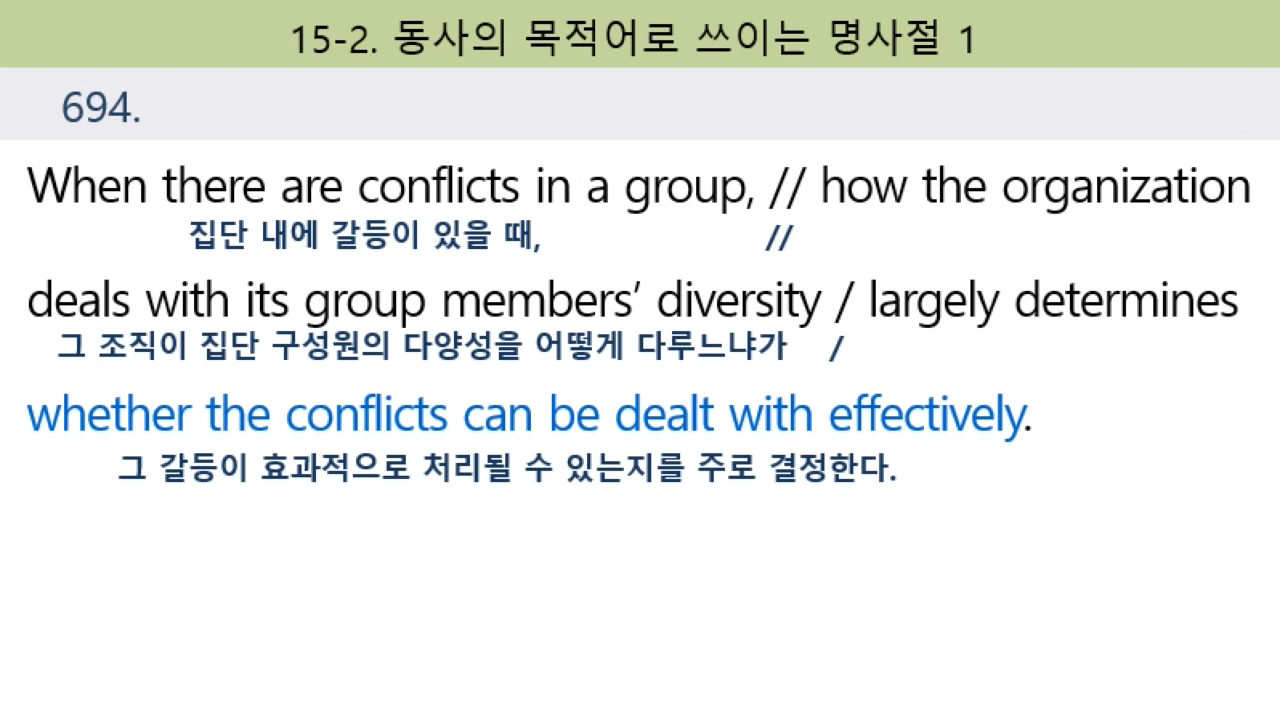 15-2. 동사의 목적어로 쓰이는 명사절 1
694.
When there are conflicts in a group, // how the organization
집단 내에 갈등이 있을 때, //
deals with its group members’ diversity / largely determines
그 조직이 집단 구성원의 다양성을 어떻게 다루느냐가 /
whether the conflicts can be dealt with effectively.
그 갈등이 효과적으로 처리될 수 있는지를 주로 결정한다.